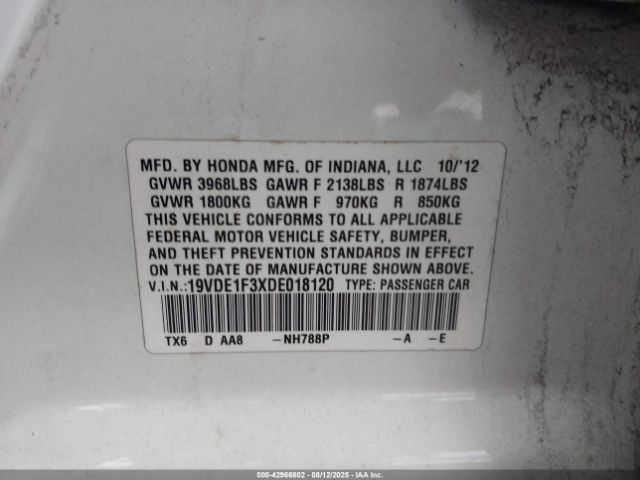 MFD. BY HONDA MFG. OF INDIANA, LLC 10/'12
GVWR 3968LBS GAWR F 2138LBS R 1874LBS
GVWR 1800KG GAWR F 970KG R 850KG
THIS VEHICLE CONFORMS TO ALL APPLICABLE
FEDERAL MOTOR VEHICLE SAFETY, BUMPER,
AND THEFT PREVENTION STANDARDS IN EFFECT
ON THE DATE OF MANUFACTURE SHOWN ABOVE.
V.I.N.:19VDE1F3XDE018120 TYPE: PASSENGER CAR
TX6 D AA8 -NH788P -A -E
000-42966802 - 08/12/2025 - IAA Inc.